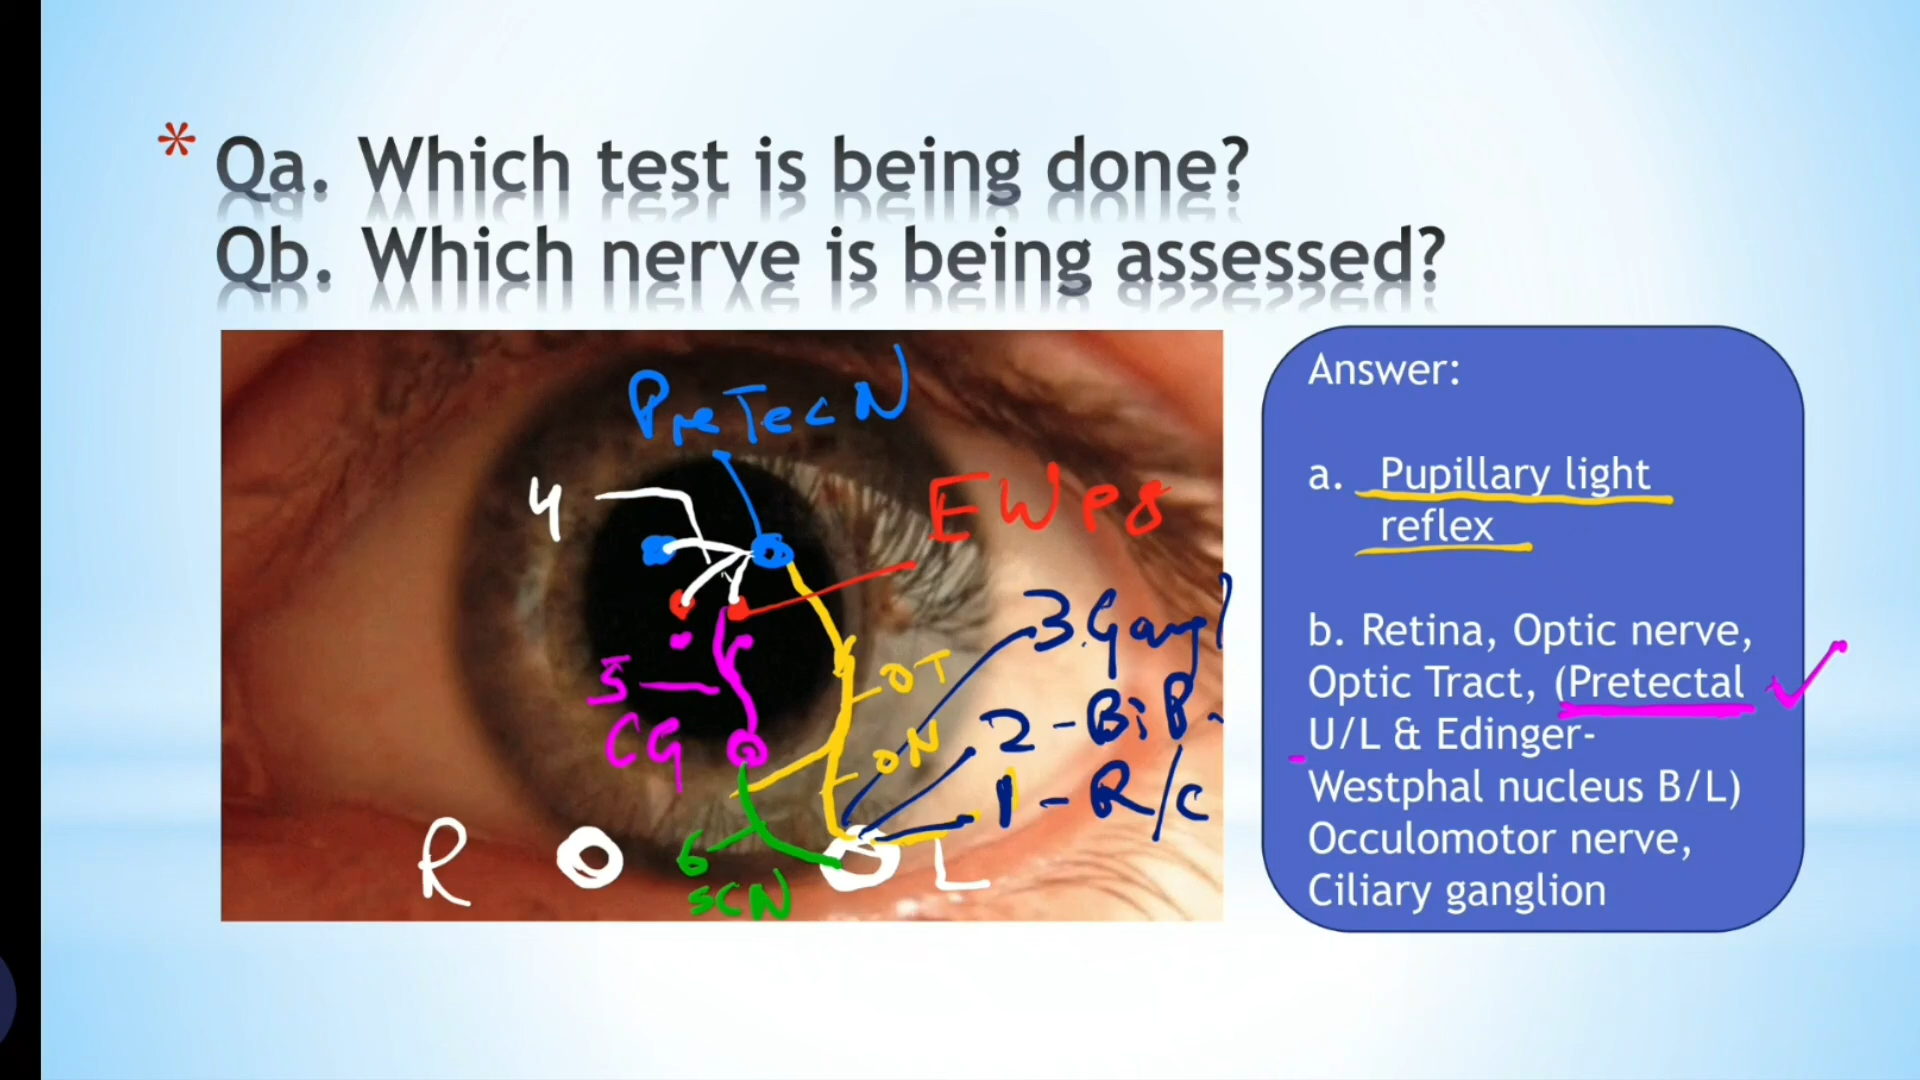 * Qa. Which test is being done?
Qb. Which nerve is being assessed?
PreTecN
4
EWPG
3. Gangl
5
CG
OT
2 - BiP.
ON
1 - R/C
R
6
SCN
L
Answer:
a. Pupillary light
reflex
b. Retina, Optic nerve,
Optic Tract, (Pretectal
U/L & Edinger-
Westphal nucleus B/L)
Occulomotor nerve,
Ciliary ganglion